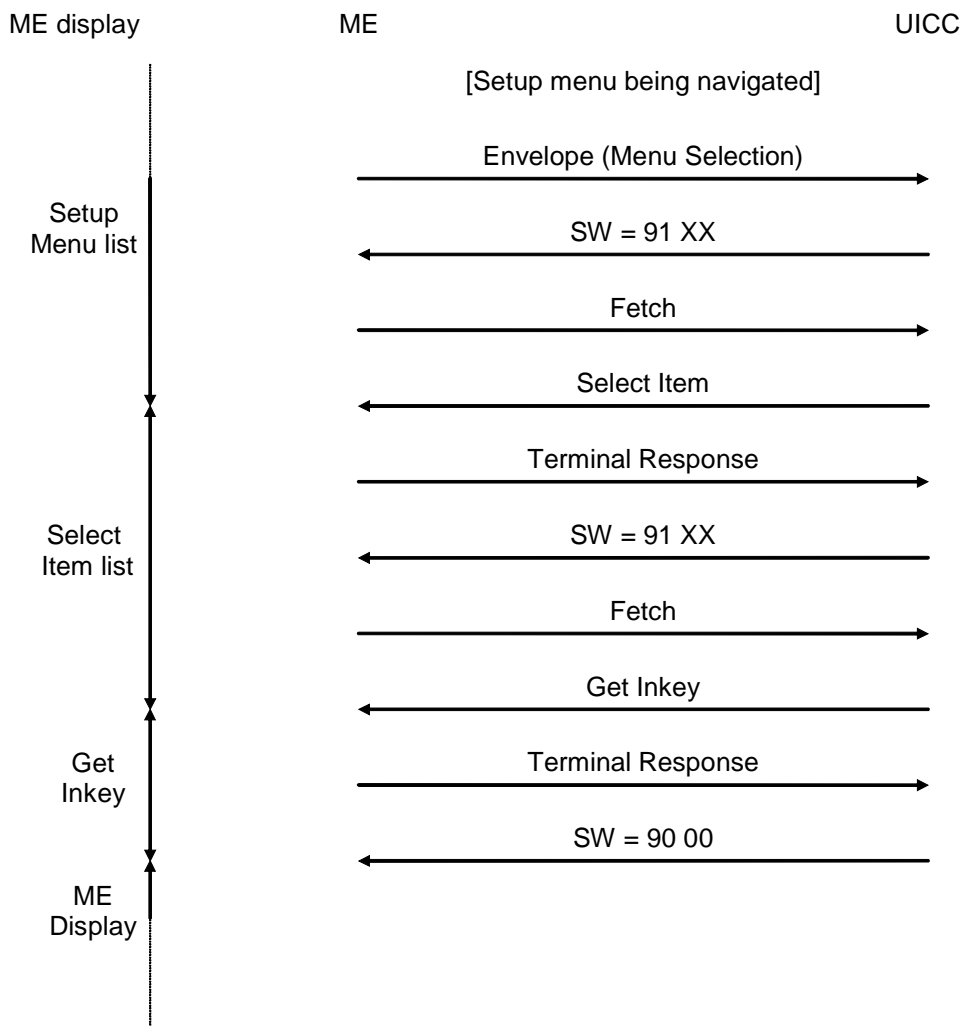 ME display ME UICC
[Setup menu being navigated]
Envelope (Menu Selection)
Setup
Menu list
SW = 91 XX
Fetch
Select Item
Terminal Response
Select
Item list
SW = 91 XX
Fetch
Get Inkey
Get
Inkey
Terminal Response
SW = 90 00
ME
Display